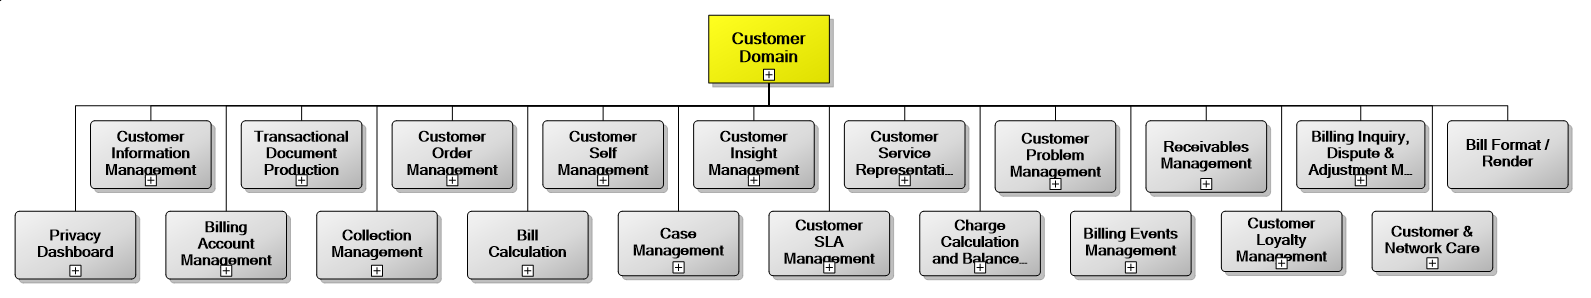 Customer
Domain
Customer
Information
Management
Transactional
Document
Production
Customer
Order
Management
Customer
Self
Management
Customer
Insight
Management
Customer
Service
Representati...
Customer
Problem
Management
Receivables
Management
Billing Inquiry,
Dispute &
Adjustment M...
Bill Format /
Render
Privacy
Dashboard
Billing
Account
Management
Collection
Management
Bill
Calculation
Case
Management
Customer
SLA
Management
Charge
Calculation
and Balance...
Billing Events
Management
Customer
Loyalty
Management
Customer &
Network Care